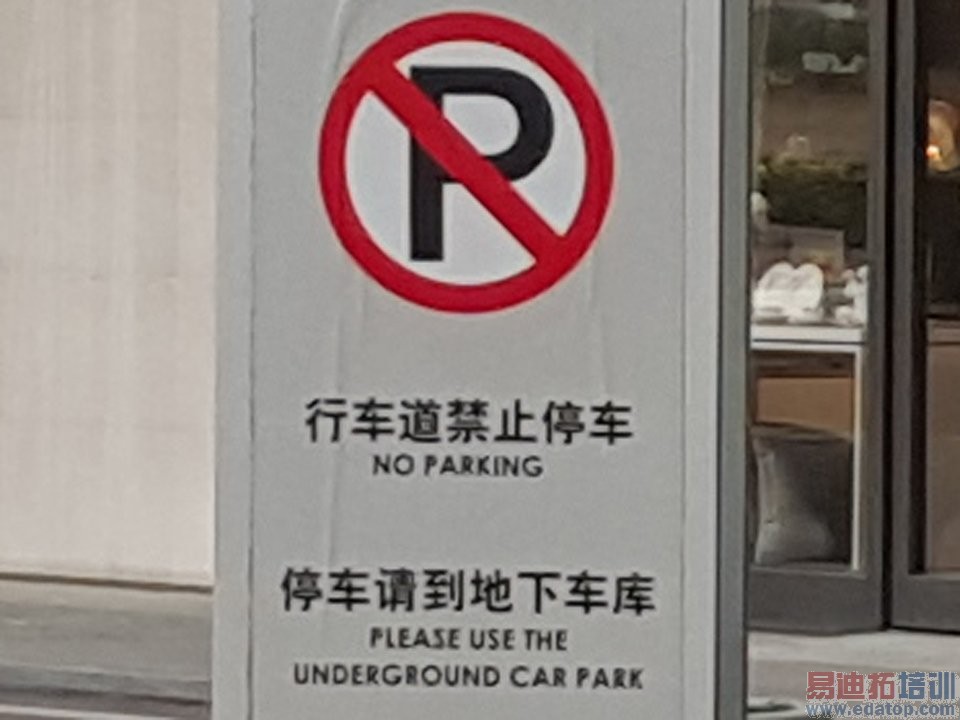 P
行车道禁止停车
NO PARKING
停车请到地下车库
PLEASE USE THE
UNDERGROUND CAR PARK
易迪拓培训
www.edatop.com